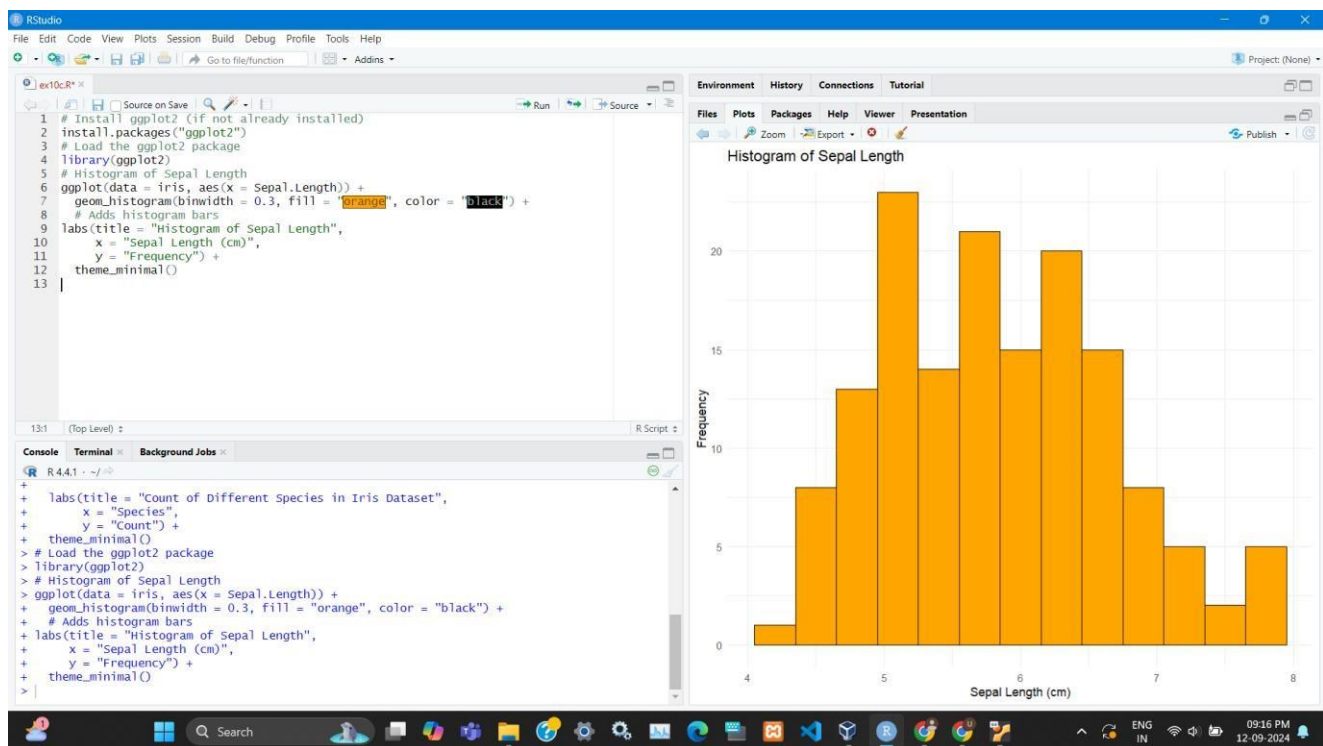 RStudio
File Edit Code View Plots Session Build Debug Profile Tools Help
Go to file/function Addins
Project: (None)
ex10c.R*
Source on Save Run Source
1 # Install ggplot2 (if not already installed)
2 install.packages("ggplot2")
3 # Load the ggplot2 package
4 library(ggplot2)
5 # Histogram of Sepal Length
6 ggplot(data = iris, aes(x = Sepal.Length)) +
7   geom_histogram(binwidth = 0.3, fill = "orange", color = "black") +
8   # Adds histogram bars
9 labs(title = "Histogram of Sepal Length",
10      x = "Sepal Length (cm)",
11      y = "Frequency") +
12   theme_minimal()
13
13:1 (Top Level) R Script
Console Terminal Background Jobs
R R 4.4.1 · ~/
+
+   labs(title = "Count of Different Species in Iris Dataset",
+        x = "Species",
+        y = "Count") +
+   theme_minimal()
> # Load the ggplot2 package
> library(ggplot2)
> # Histogram of Sepal Length
> ggplot(data = iris, aes(x = Sepal.Length)) +
+   geom_histogram(binwidth = 0.3, fill = "orange", color = "black") +
+   # Adds histogram bars
+ labs(title = "Histogram of Sepal Length",
+      x = "Sepal Length (cm)",
+      y = "Frequency") +
+   theme_minimal()
>
Environment History Connections Tutorial
Files Plots Packages Help Viewer Presentation
Zoom Export Publish
Histogram of Sepal Length
20
15
10
5
0
Frequency
4 5 6 7 8
Sepal Length (cm)
1
Search
ENG
IN
09:16 PM
12-09-2024